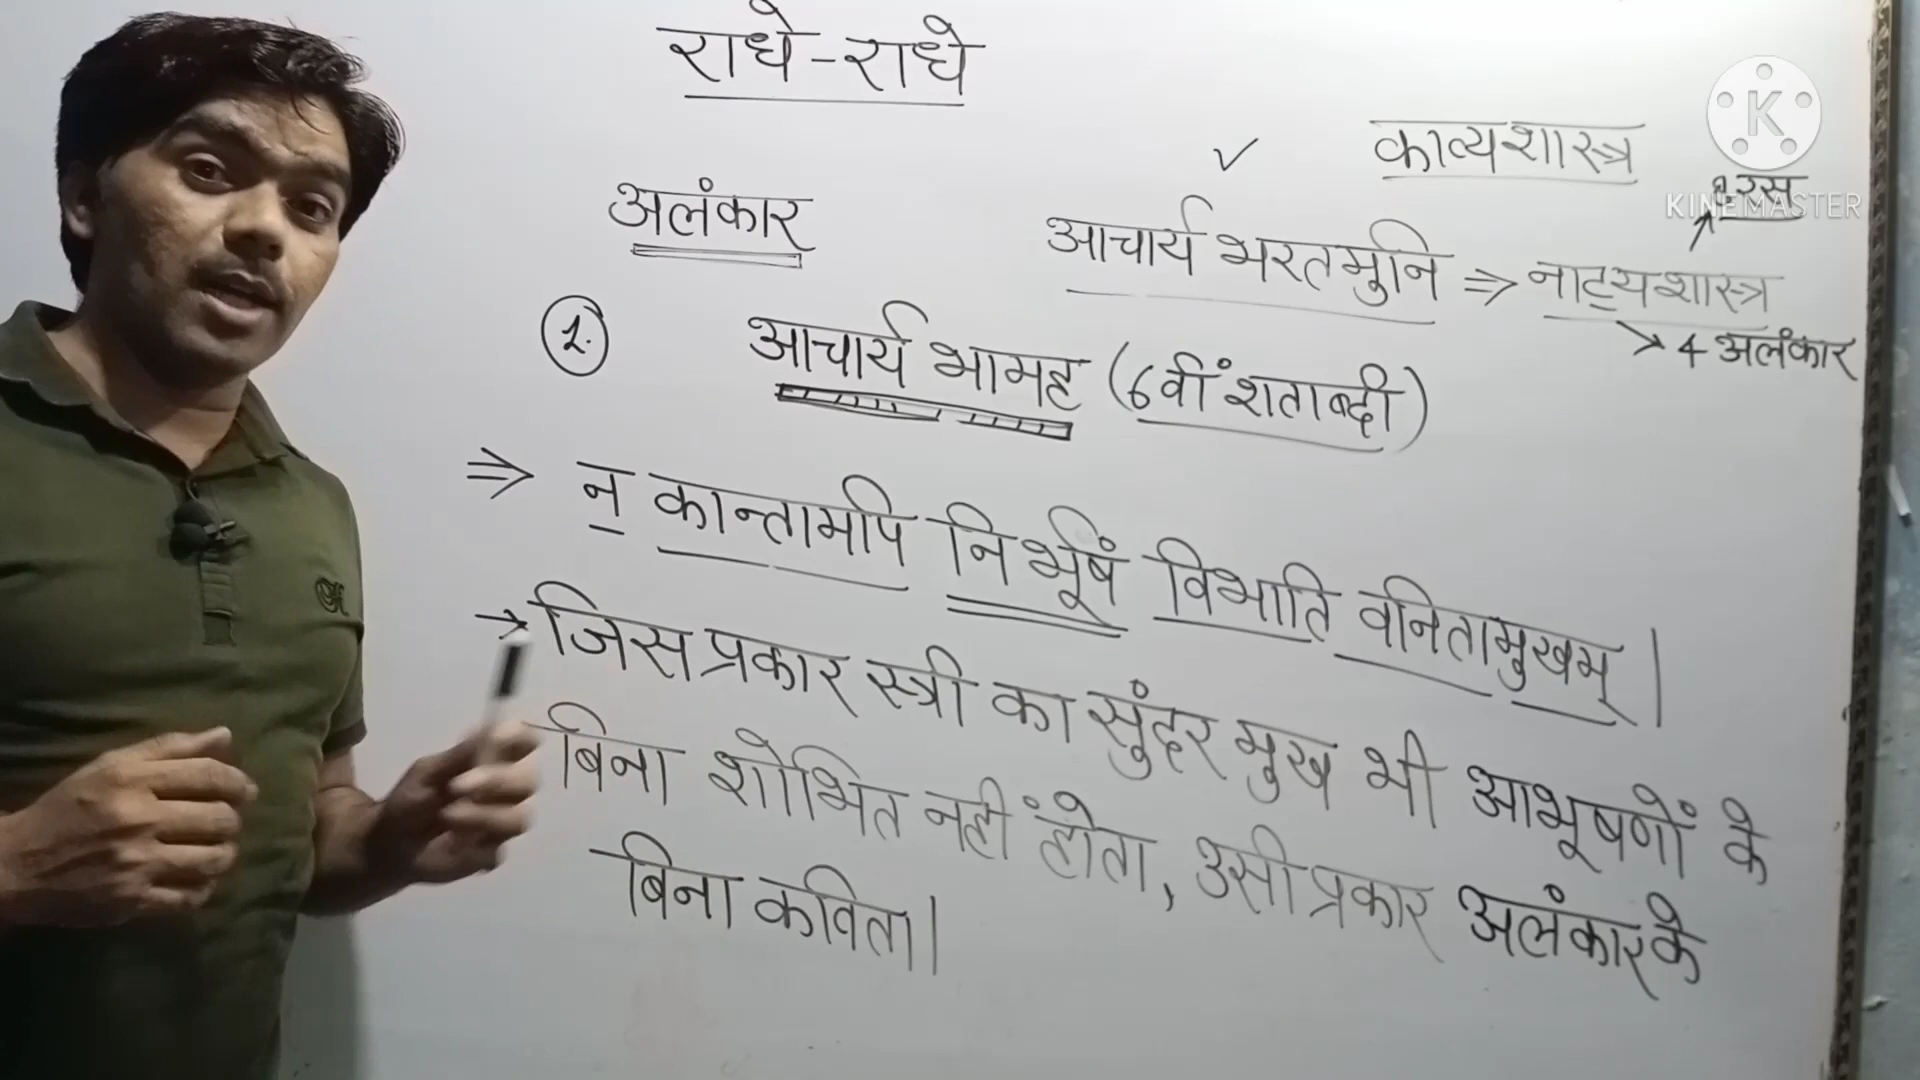 राधे-राधे
काव्यशास्त्र
रस
KINEMASTER
अलंकार
आचार्य भरतमुनि ⇒ नाट्यशास्त्र
→ 4 अलंकार
1. आचार्य भामह (6वीं शताब्दी)
⇒ न कान्तामपि निर्भूषं विभाति वनितामुखम्।
→ जिस प्रकार स्त्री का सुंदर मुख भी आभूषणों के
बिना शोभित नहीं होता, उसी प्रकार अलंकार के
बिना कविता।